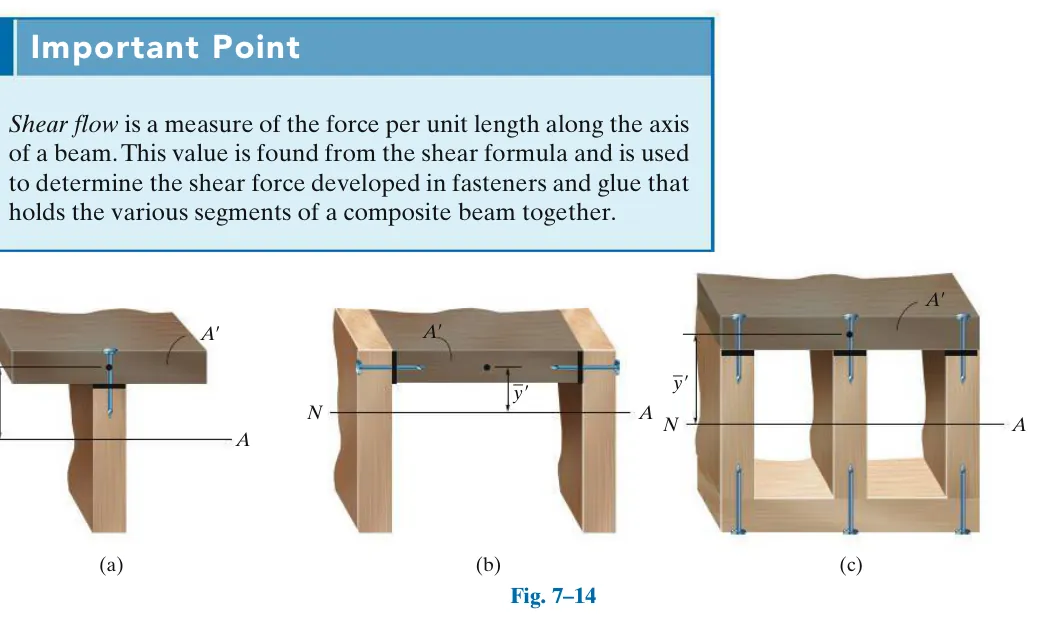 Important Point
Shear flow is a measure of the force per unit length along the axis
of a beam. This value is found from the shear formula and is used
to determine the shear force developed in fasteners and glue that
holds the various segments of a composite beam together.
A′
A
(a)
A′
y̅′
N
A
(b)
A′
y̅′
N
A
(c)
Fig. 7–14